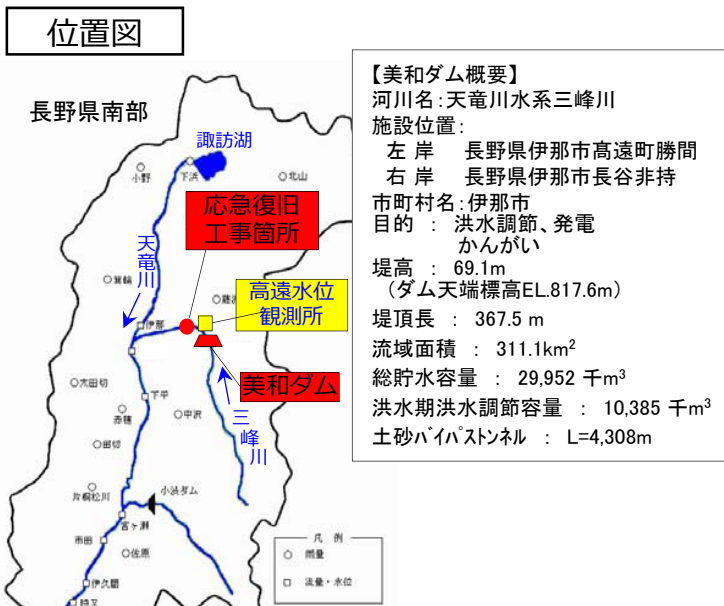 位置図
長野県南部
【美和ダム概要】
河川名:天竜川水系三峰川
施設位置:
左 岸 長野県伊那市髙遠町勝間
右 岸 長野県伊那市長谷非持
市町村名:伊那市
目的 : 洪水調節、発電
かんがい
堤高 : 69.1m
(ダム天端標高EL.817.6m)
堤頂長 : 367.5 m
流域面積 : 311.1km²
総貯水容量 : 29,952 千m³
洪水期洪水調節容量 : 10,385 千m³
土砂バイパストンネル : L=4,308m
諏訪湖
小野
下浜
北山
応急復旧
工事箇所
天竜川
箕輪
高遠水位
観測所
伊那
美和ダム
太田切
下平
赤穂
中沢
三峰川
田切
片桐松川
小渋ダム
宮ヶ瀬
市田
佐原
伊久間
時又
凡 例
雨量
流量・水位